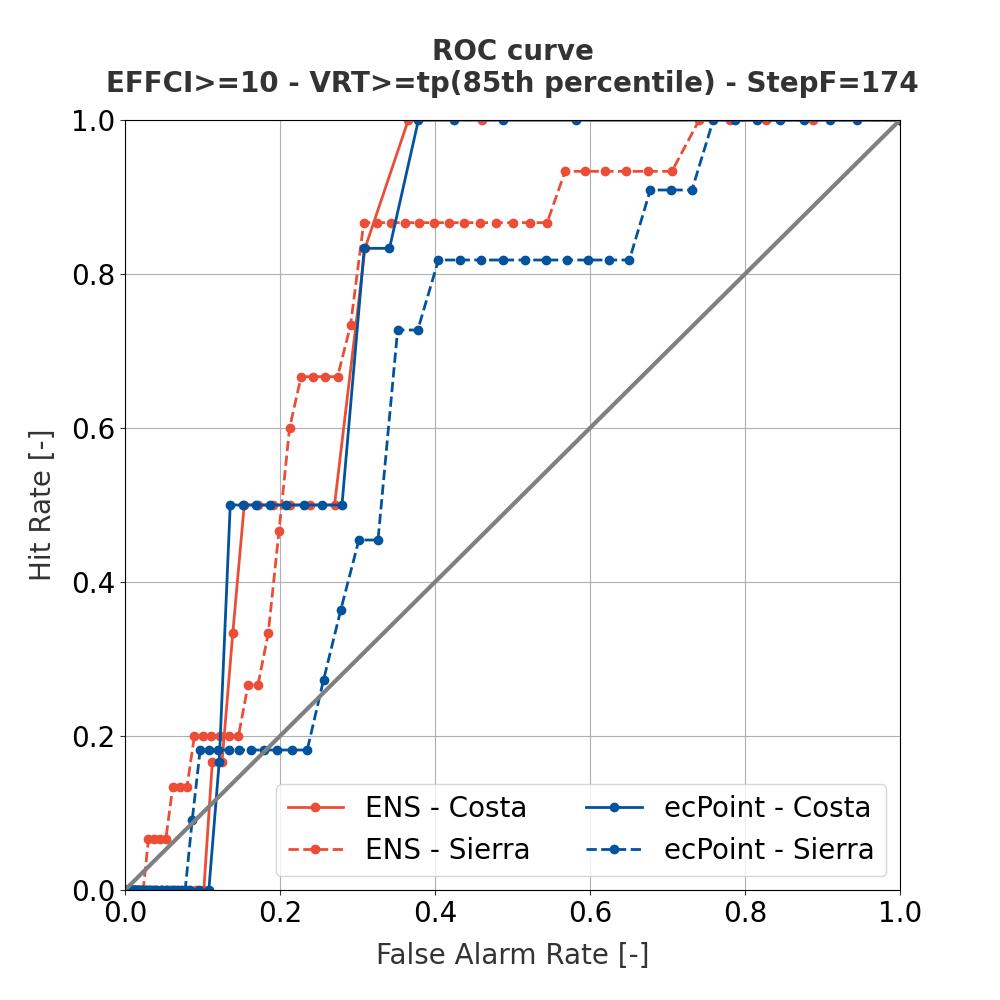 ROC curve
EFFCI>=10 - VRT>=tp(85th percentile) - StepF=174
1.0
0.8
0.6
0.4
0.2
0.0
Hit Rate [-]
0.0 0.2 0.4 0.6 0.8 1.0
False Alarm Rate [-]
ENS - Costa
ENS - Sierra
ecPoint - Costa
ecPoint - Sierra